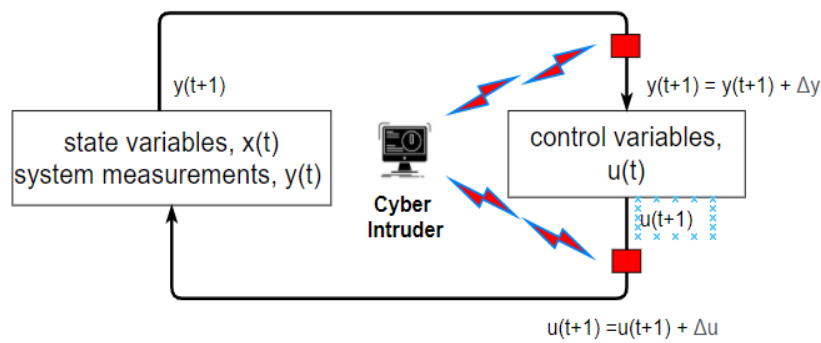 y(t+1)
y(t+1) = y(t+1) + Δy
state variables, x(t)
system measurements, y(t)
control variables,
u(t)
Cyber
Intruder
u(t+1)
u(t+1) =u(t+1) + Δu